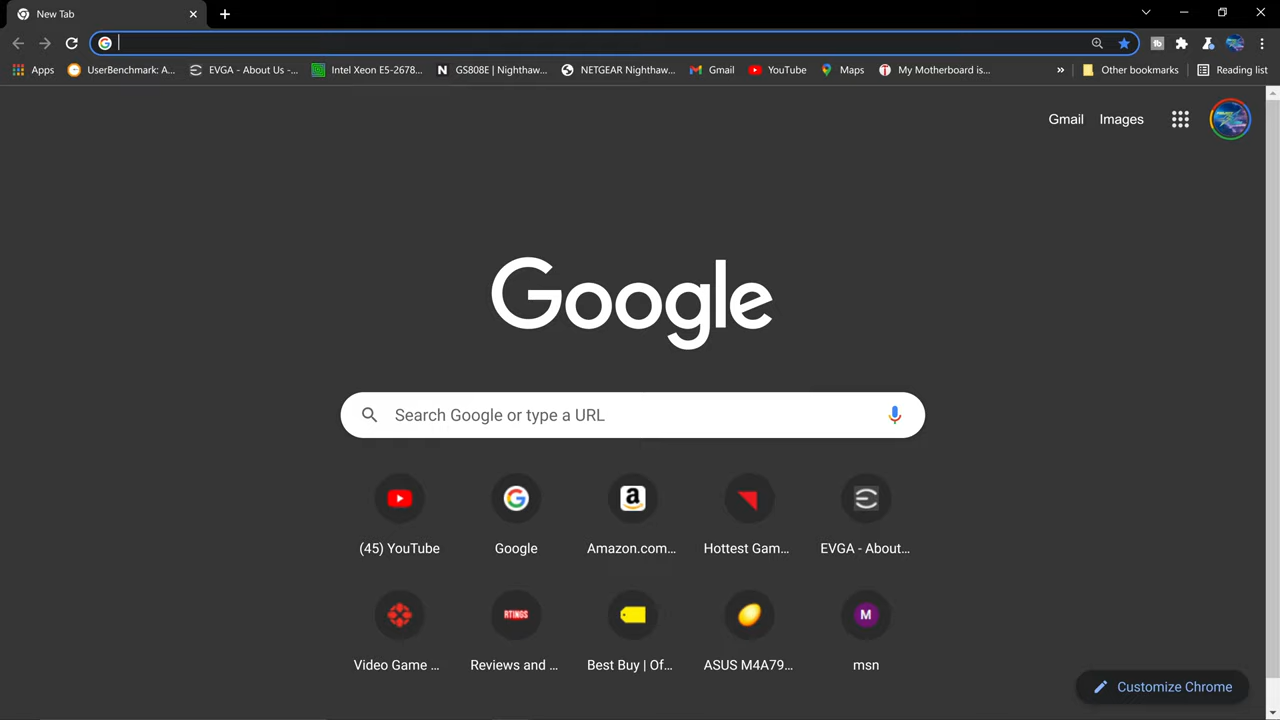 New Tab
Apps UserBenchmark: A... EVGA - About Us -... Intel Xeon E5-2678... GS808E | Nighthaw... NETGEAR Nighthaw... Gmail YouTube Maps My Motherboard is... » Other bookmarks Reading list
Gmail Images
Google
Search Google or type a URL
(45) YouTube Google Amazon.com... Hottest Gam... EVGA - About...
RTINGS M
Video Game ... Reviews and ... Best Buy | Of... ASUS M4A79... msn
Customize Chrome